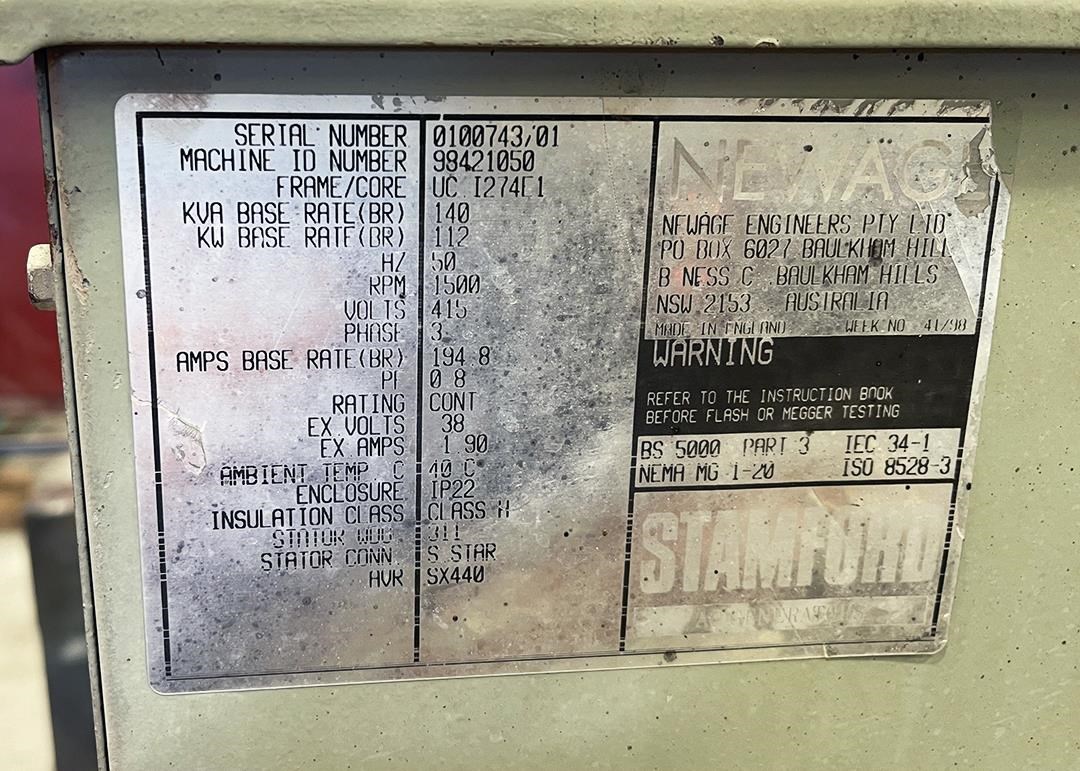 SERIAL NUMBER 0100743/01
MACHINE ID NUMBER 98421050
FRAME/CORE UC I274E1
KVA BASE RATE(BR) 140
KW BASE RATE(BR) 112
HZ 50
RPM 1500
VOLTS 415
PHASE 3
AMPS BASE RATE(BR) 194 8
PF 0 8
RATING CONT
EX VOLTS 38
EX AMPS 1 90
AMBIENT TEMP C 40 C
ENCLOSURE IP22
INSULATION CLASS CLASS H
STATOR WDG 311
STATOR CONN. S STAR
AVR SX440
NEWAG
NEWAGE ENGINEERS PTY LTD
PO BOX 6027 BAULKHAM HILL
B NESS C BAULKHAM HILLS
NSW 2153 AUSTRALIA
MADE IN ENGLAND WEEK NO 41/98
WARNING
REFER TO THE INSTRUCTION BOOK
BEFORE FLASH OR MEGGER TESTING
BS 5000 PART 3 IEC 34-1
NEMA MG 1-20 ISO 8528-3
STAMFORD